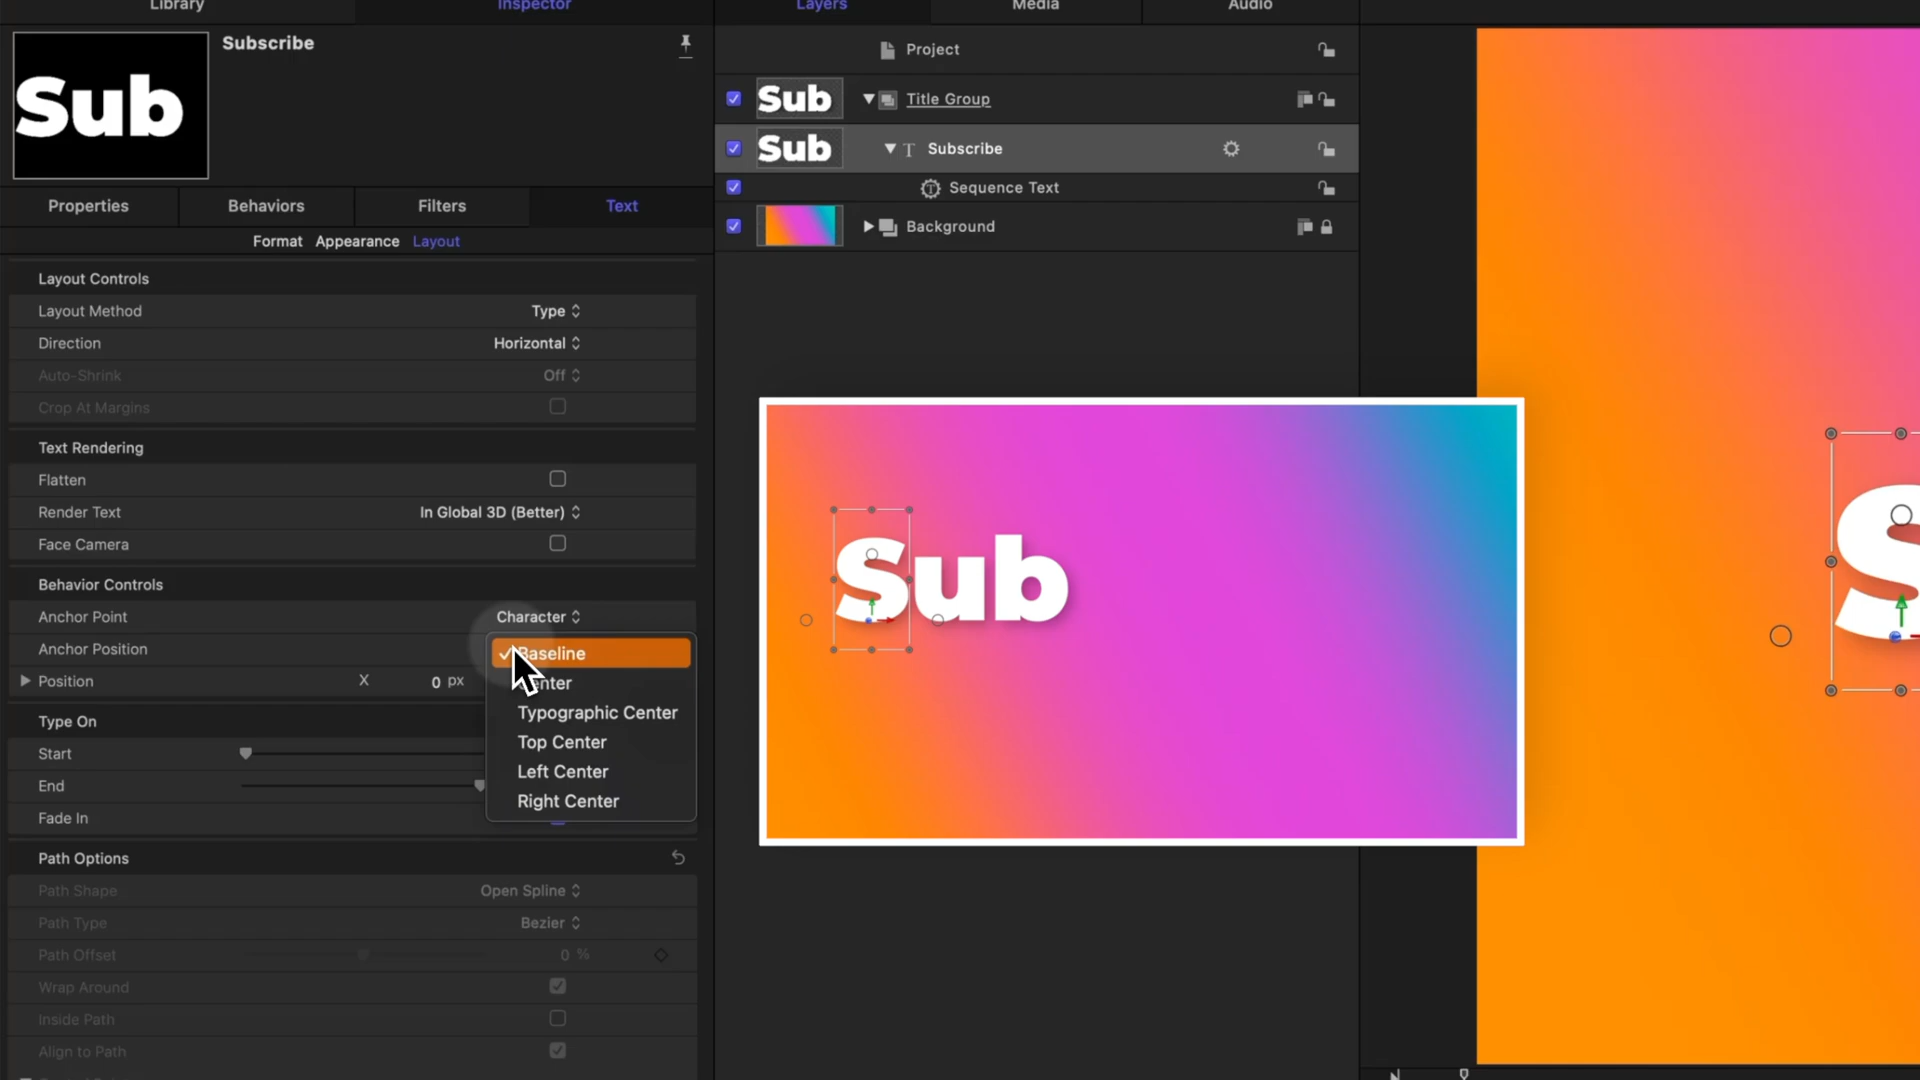 Library
Inspector
Layers
Media
Audio
Sub
Subscribe
Project
Sub
Title Group
Sub
Subscribe
Sequence Text
Background
Properties
Behaviors
Filters
Text
Format
Appearance
Layout
Layout Controls
Layout Method
Type
Direction
Horizontal
Auto-Shrink
Off
Crop At Margins
Text Rendering
Flatten
Render Text
In Global 3D (Better)
Face Camera
Behavior Controls
Anchor Point
Character
Anchor Position
Baseline
Position
X
0 px
Typographic Center
Top Center
Left Center
Right Center
Type On
Start
End
Fade In
Path Options
Path Shape
Open Spline
Path Type
Bezier
Path Offset
0 %
Wrap Around
Inside Path
Align to Path
Sub
S